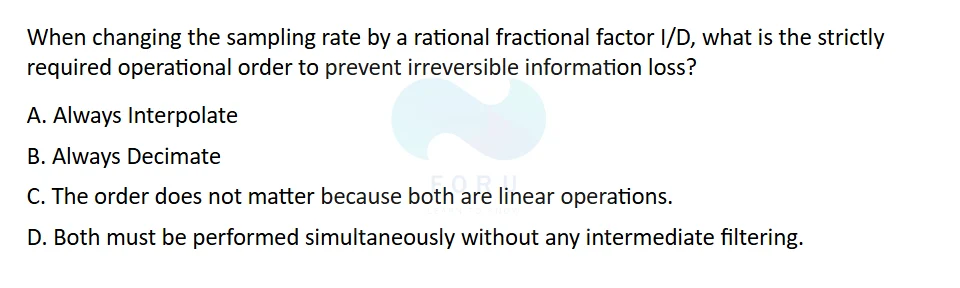 When changing the sampling rate by a rational fractional factor I/D, what is the strictly
required operational order to prevent irreversible information loss?
A. Always Interpolate
B. Always Decimate
FORU
C. The order does not matter because both are linear operations.
D. Both must be performed simultaneously without any intermediate filtering.